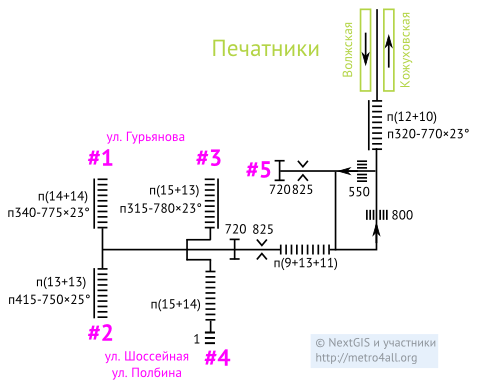 Печатники
Волжская
Кожуховская
п(12+10)
п320-770×23°
ул. Гурьянова
#1
#3
#5
720
825
550
п(14+14)
п340-775×23°
п(15+13)
п315-780×23°
800
720
825
п(9+13+11)
п(13+13)
п415-750×25°
п(15+14)
#2
1
#4
ул. Шоссейная
ул. Полбина
© NextGIS и участники
http://metro4all.org